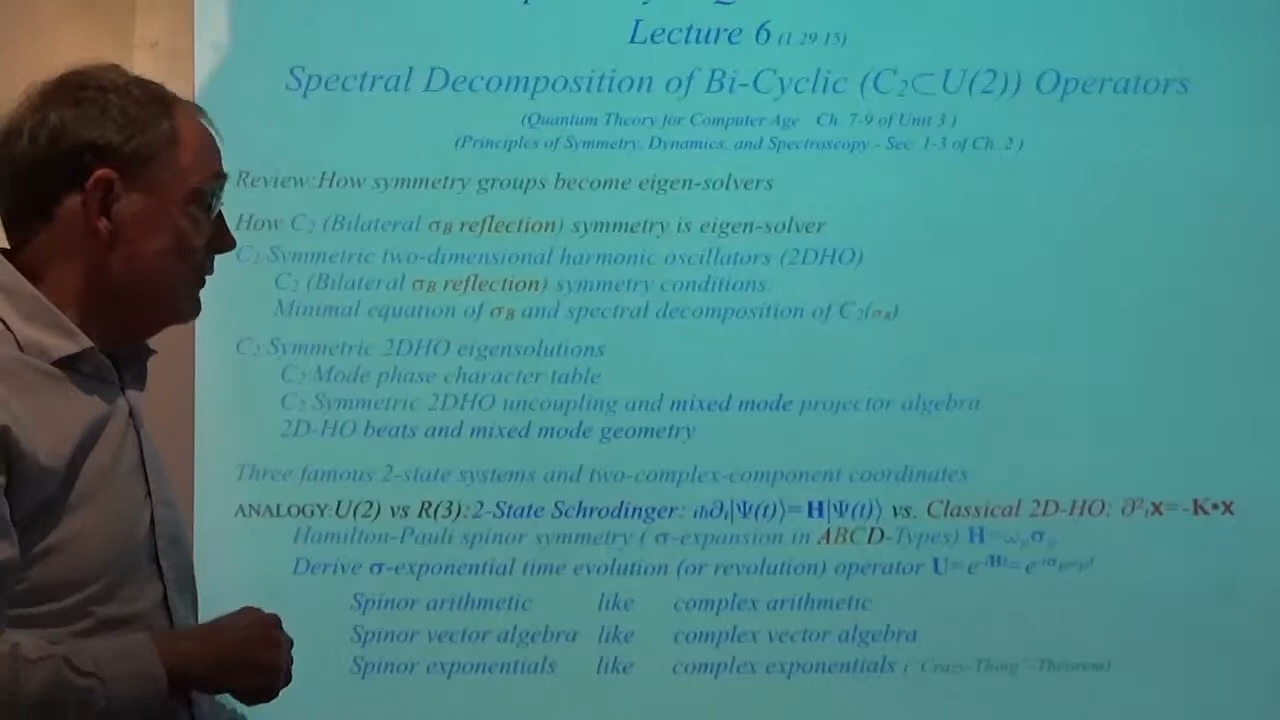 Lecture 6 (1 29 15)
Spectral Decomposition of Bi-Cyclic (C₂⊂U(2)) Operators
(Quantum Theory for Computer Age Ch. 7-9 of Unit 3 )
(Principles of Symmetry, Dynamics, and Spectroscopy - Sec. 1-3 of Ch. 2 )
Review:How symmetry groups become eigen-solvers
How C₂ (Bilateral σB reflection) symmetry is eigen-solver
C₂ Symmetric two-dimensional harmonic oscillators (2DHO)
C₂ (Bilateral σB reflection) symmetry conditions.
Minimal equation of σB and spectral decomposition of C₂(σB)
C₂ Symmetric 2DHO eigensolutions
C₂ Mode phase character table
C₂ Symmetric 2DHO uncoupling and mixed mode projector algebra
2D-HO beats and mixed mode geometry
Three famous 2-state systems and two-complex-component coordinates
ANALOGY:U(2) vs R(3):2-State Schrodinger: iħ∂ₜ|Ψ(t)⟩=H|Ψ(t)⟩ vs. Classical 2D-HO: ∂²ₜx=-K•x
Hamilton-Pauli spinor symmetry ( σ-expansion in ABCD-Types) H=ωμσμ
Derive σ-exponential time evolution (or revolution) operator U=e⁻ⁱᴴᵗ=
Spinor arithmetic like complex arithmetic
Spinor vector algebra like complex vector algebra
Spinor exponentials like complex exponentials ( "Crazy-Thing"-Theorem)